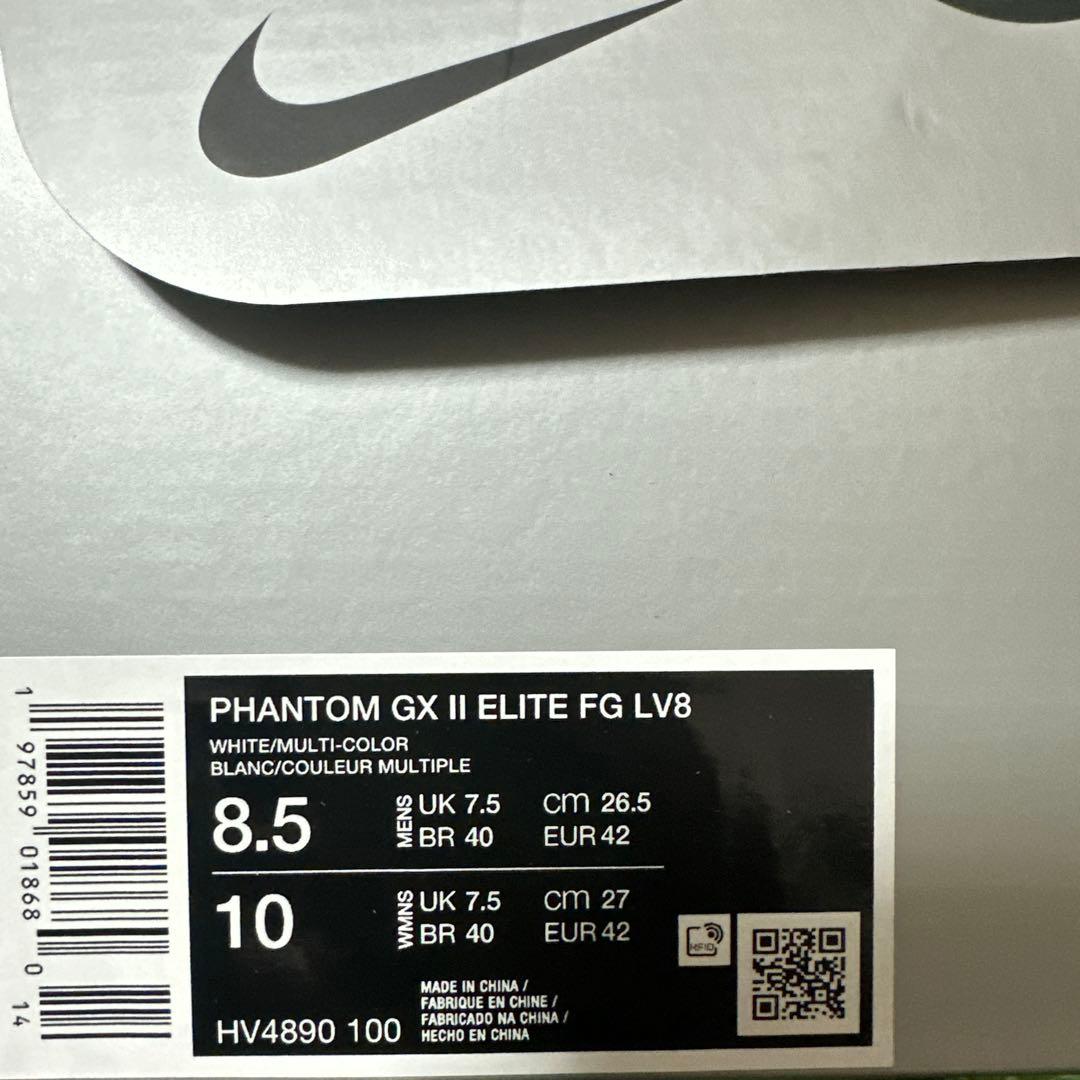 PHANTOM GX II ELITE FG LV8
WHITE/MULTI-COLOR
BLANC/COULEUR MULTIPLE
8.5 MENS UK 7.5 cm 26.5
BR 40 EUR 42
10 WMNS UK 7.5 cm 27
BR 40 EUR 42
RFID
MADE IN CHINA /
FABRIQUE EN CHINE /
FABRICADO NA CHINA /
HECHO EN CHINA
HV4890 100
1 97859 01868 0 14